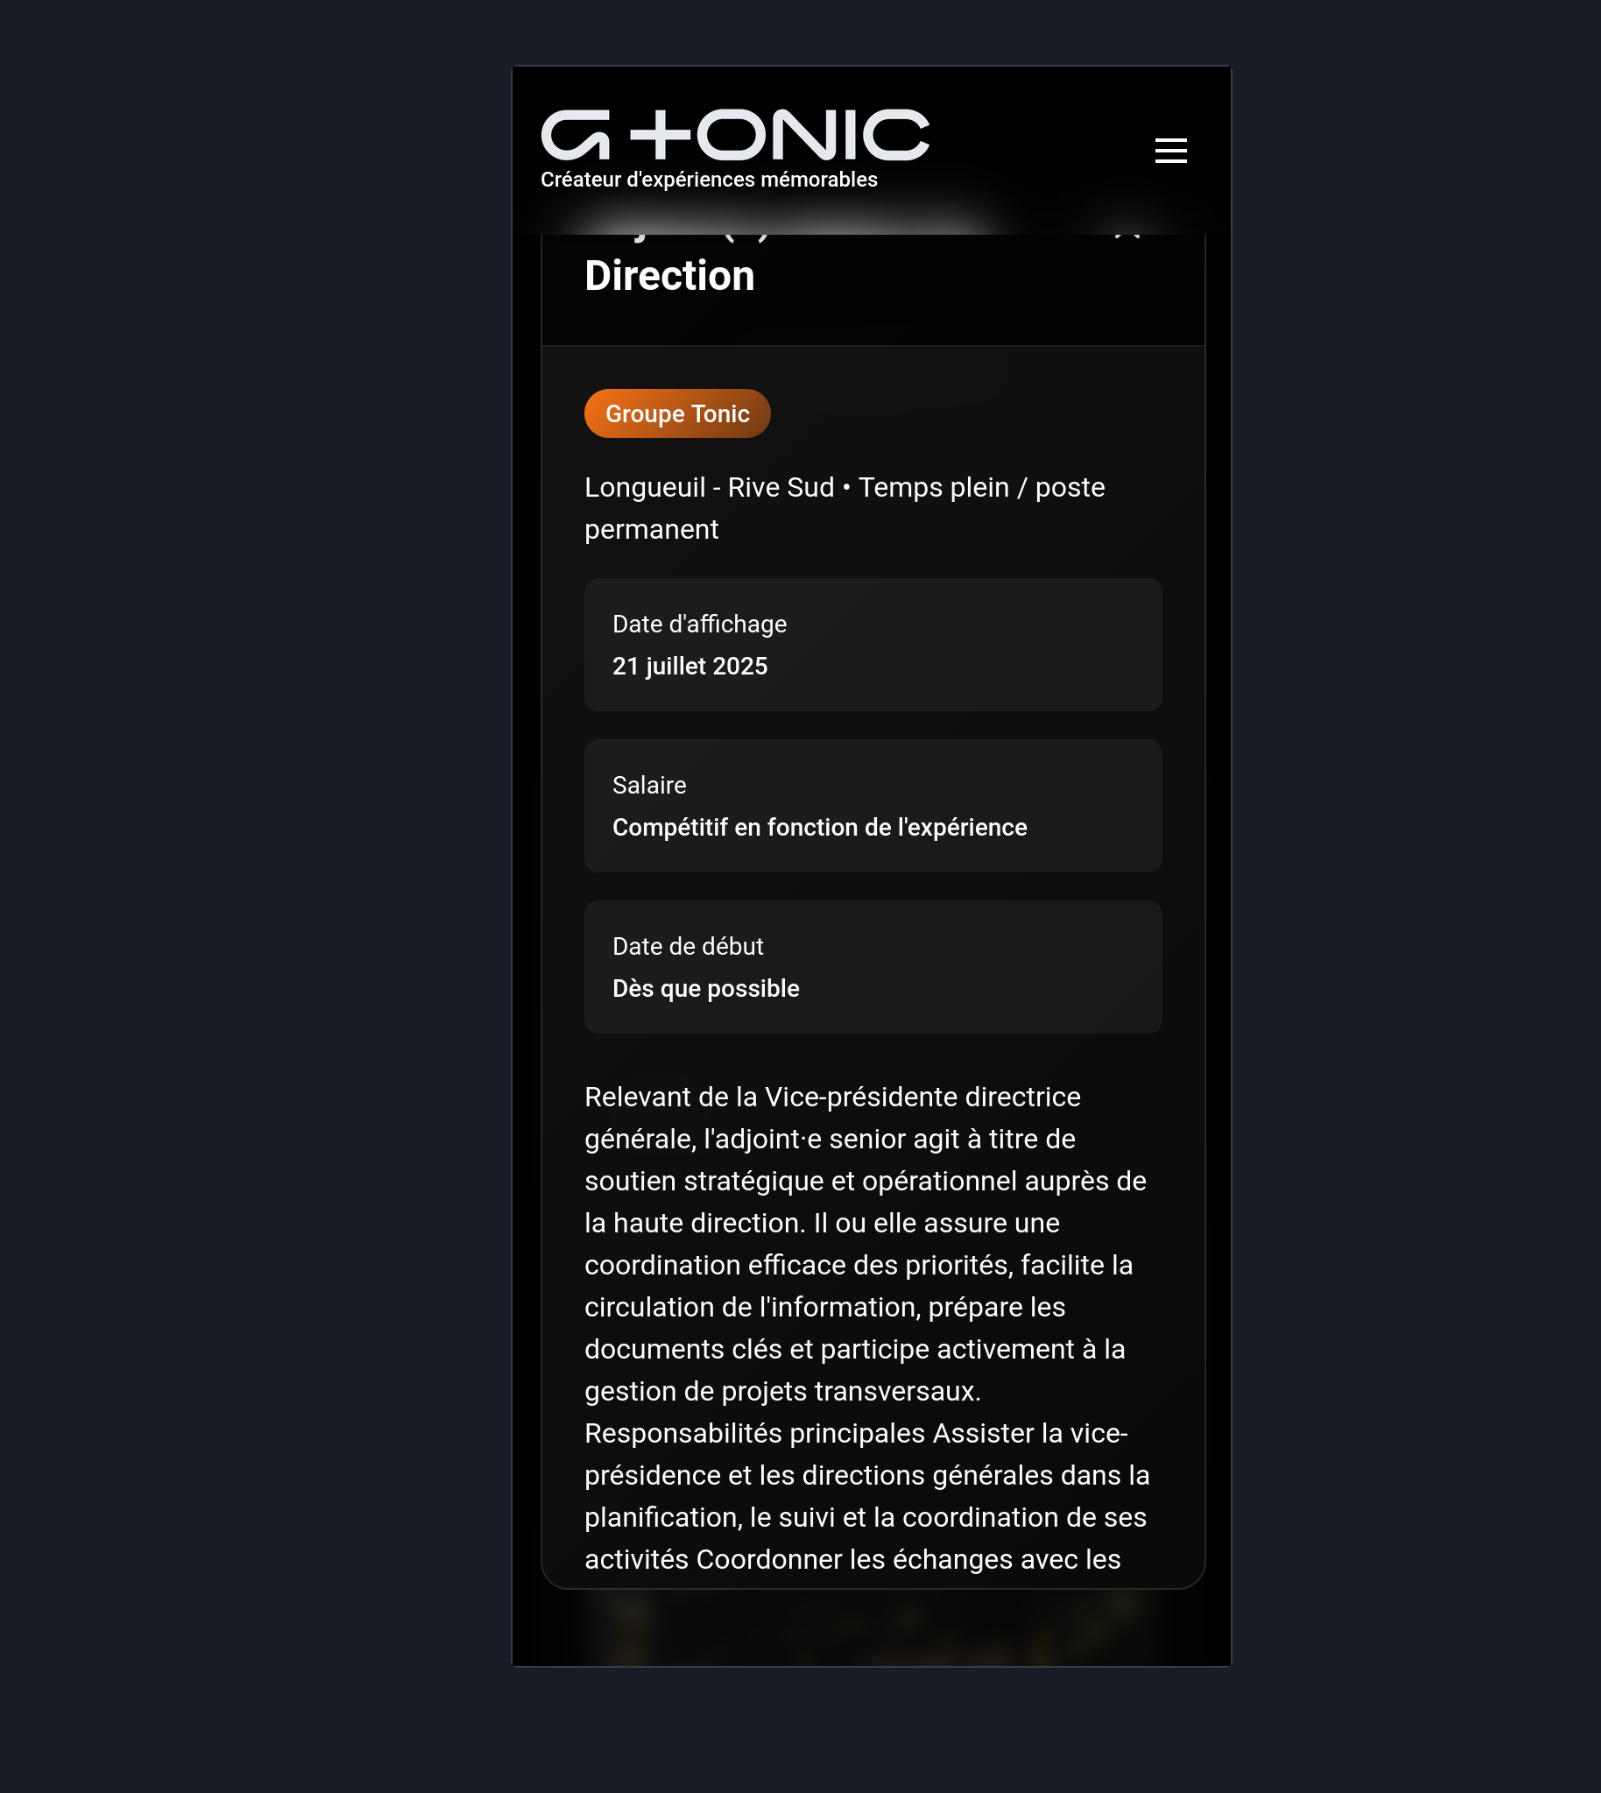 G+TONIC
Créateur d'expériences mémorables
Direction
Groupe Tonic
Longueuil - Rive Sud • Temps plein / poste
permanent
Date d'affichage
21 juillet 2025
Salaire
Compétitif en fonction de l'expérience
Date de début
Dès que possible
Relevant de la Vice-présidente directrice
générale, l'adjoint·e senior agit à titre de
soutien stratégique et opérationnel auprès de
la haute direction. Il ou elle assure une
coordination efficace des priorités, facilite la
circulation de l'information, prépare les
documents clés et participe activement à la
gestion de projets transversaux.
Responsabilités principales Assister la vice-
présidence et les directions générales dans la
planification, le suivi et la coordination de ses
activités Coordonner les échanges avec les